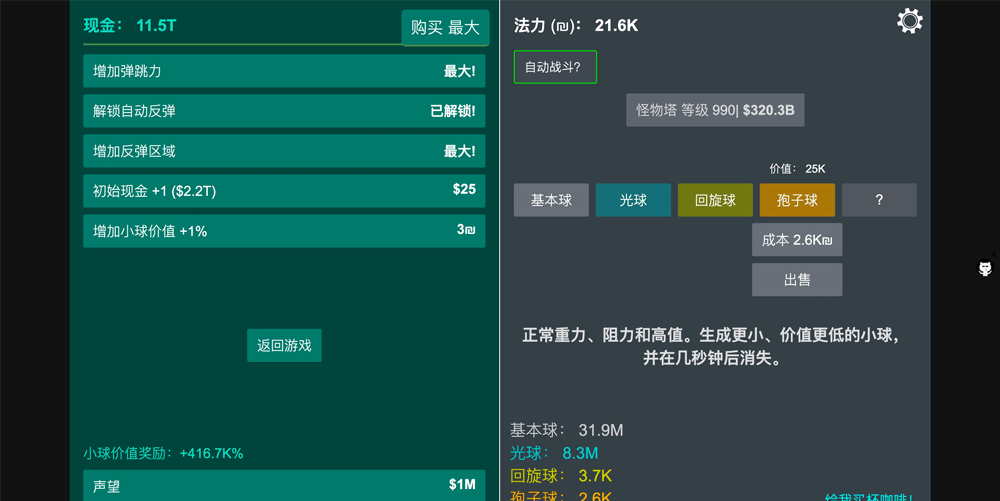 现金： 11.5T
购买 最大
增加弹跳力 最大!
解锁自动反弹 已解锁!
增加反弹区域 最大!
初始现金 +1 ($2.2T) $25
增加小球价值 +1% 3₪
返回游戏
小球价值奖励：+416.7K%
声望 $1M
法力 (₪)： 21.6K
自动战斗?
怪物塔 等级 990| $320.3B
价值： 25K
基本球 光球 回旋球 孢子球 ?
成本 2.6K₪
出售
正常重力、阻力和高值。生成更小、价值更低的小球，
并在几秒钟后消失。
基本球： 31.9M
光球： 8.3M
回旋球： 3.7K
孢子球： 2.6K
给我买杯咖啡!